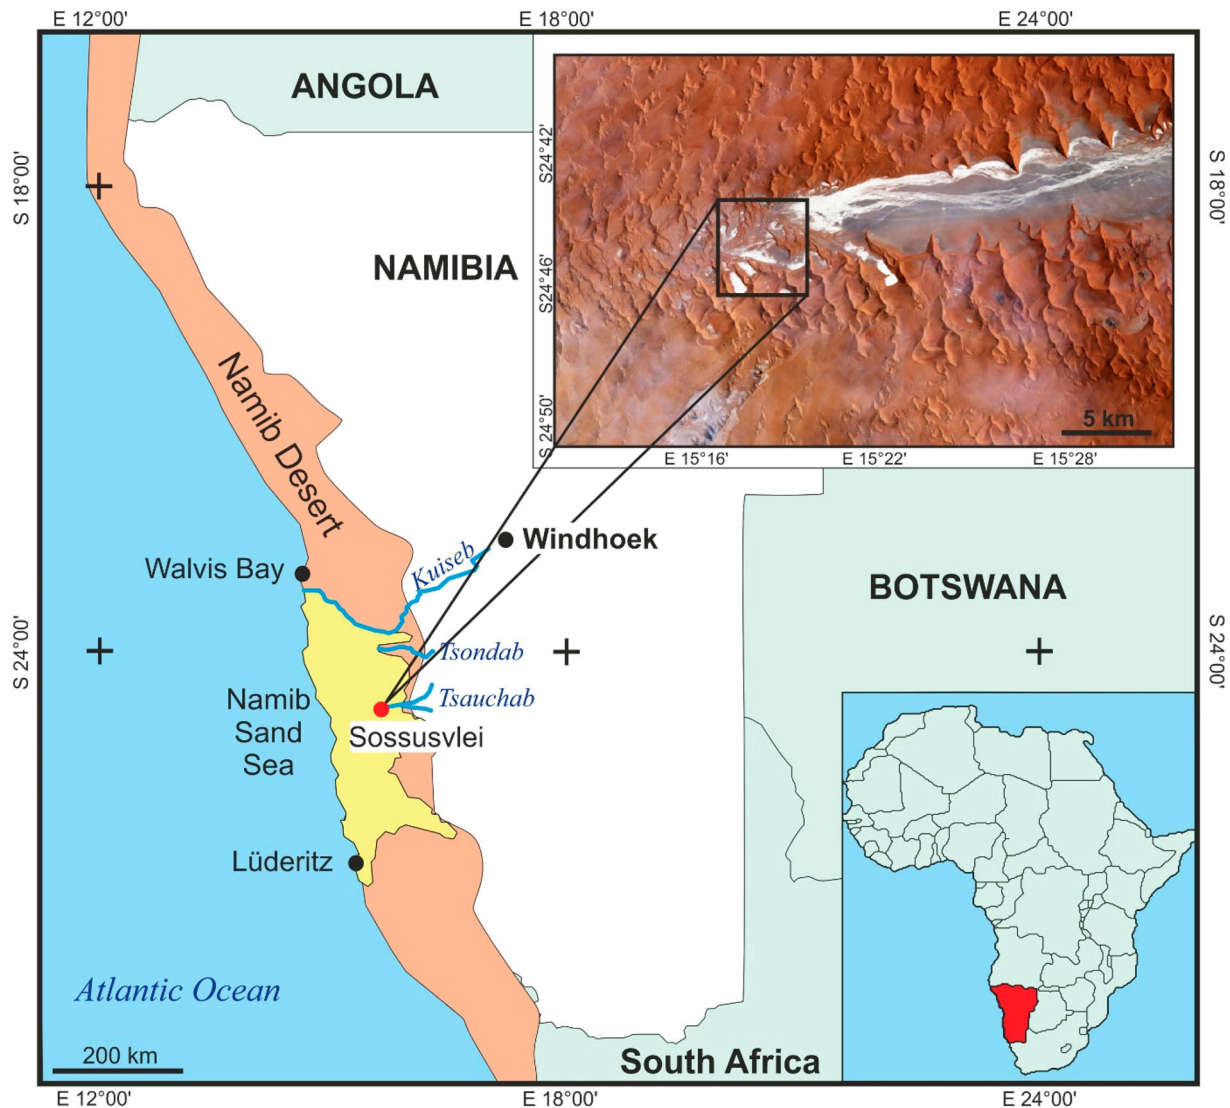 E 12°00'
E 18°00'
E 24°00'
ANGOLA
S 18°00'
S 18°00'
S24°42'
S24°46'
S 24°50'
NAMIBIA
5 km
E 15°16'
E 15°22'
E 15°28'
Namib Desert
Windhoek
Walvis Bay
Kuiseb
BOTSWANA
S 24°00'
S 24°00'
Tsondab
Tsauchab
Namib
Sand
Sea
Sossusvlei
Lüderitz
Atlantic Ocean
200 km
South Africa
E 12°00'
E 18°00'
E 24°00'